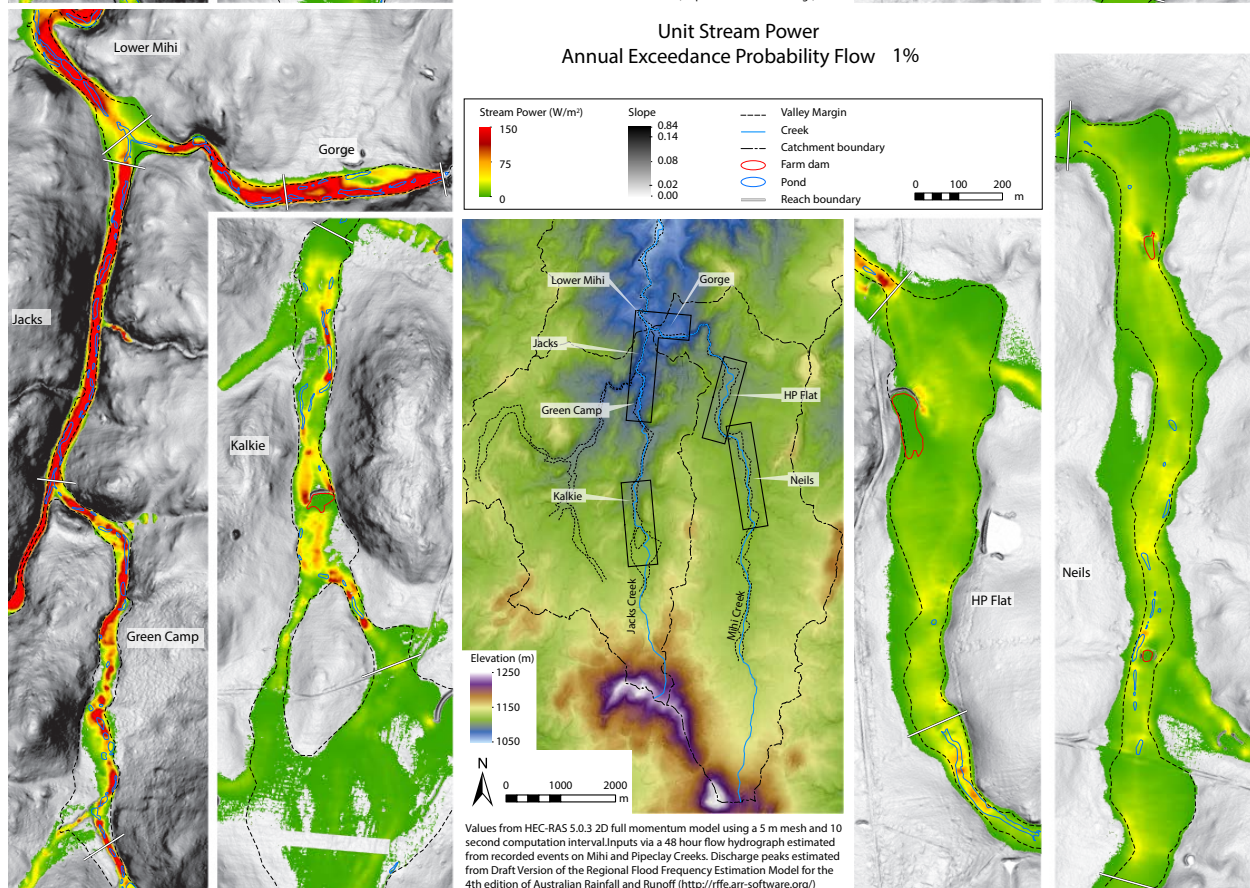 Unit Stream Power
Annual Exceedance Probability Flow 1%
Stream Power (W/m²)
150
75
0
Slope
0.84
0.14
0.08
0.02
0.00
Valley Margin
Creek
Catchment boundary
Farm dam
Pond
Reach boundary
0 100 200
m
Lower Mihi
Gorge
Jacks
Green Camp
Kalkie
Lower Mihi
Gorge
Jacks
HP Flat
Green Camp
Neils
Kalkie
Jacks Creek
Mihi Creek
Elevation (m)
1250
1150
1050
N
0 1000 2000
m
HP Flat
Neils
Values from HEC-RAS 5.0.3 2D full momentum model using a 5 m mesh and 10
second computation interval.Inputs via a 48 hour flow hydrograph estimated
from recorded events on Mihi and Pipeclay Creeks. Discharge peaks estimated
from Draft Version of the Regional Flood Frequency Estimation Model for the
4th edition of Australian Rainfall and Runoff (http://rffe.arr-software.org/)